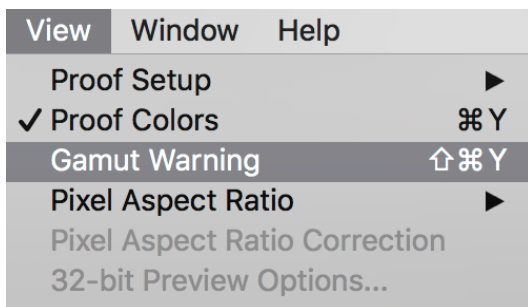 View Window Help
Proof Setup ▶
✓ Proof Colors ⌘ Y
Gamut Warning ⇧⌘ Y
Pixel Aspect Ratio ▶
Pixel Aspect Ratio Correction
32-bit Preview Options...